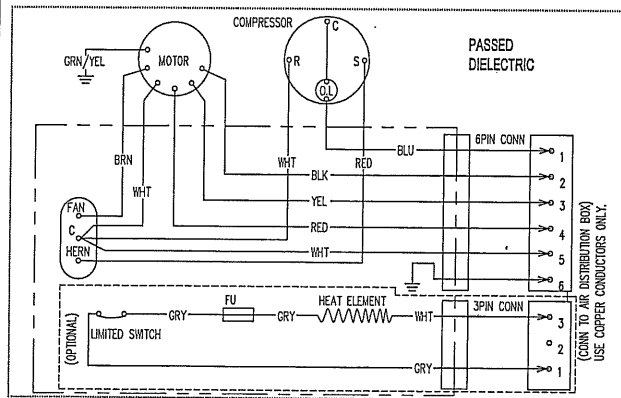 COMPRESSOR
C
PASSED
DIELECTRIC
GRN/YEL
MOTOR
R
S
O.L
BRN
WHT
WHT
RED
BLU
6PIN CONN
1
BLK
2
YEL
3
FAN
C
HERN
RED
4
WHT
5
6
(CONN TO AIR DISTRIBUTION BOX)
USE COPPER CONDUCTORS ONLY.
(OPTIONAL)
LIMITED SWITCH
GRY
FU
GRY
HEAT ELEMENT
WHT
3PIN CONN
3
2
GRY
1